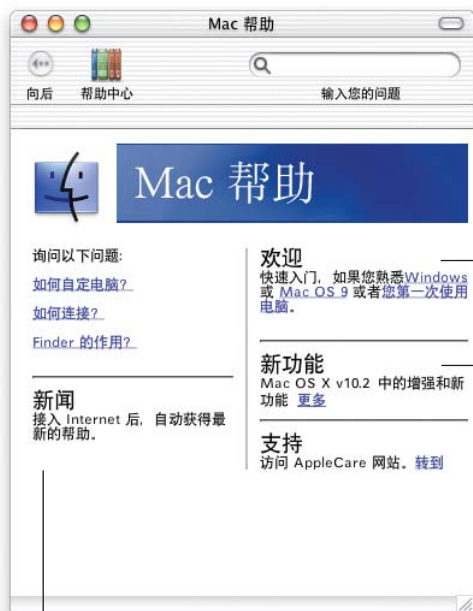 Mac 帮助
向后
帮助中心
输入您的问题
Mac 帮助
询问以下问题:
如何自定电脑?
如何连接?
Finder 的作用?
新闻
接入 Internet 后，自动获得最
新的帮助。
欢迎
快速入门，如果您熟悉Windows
或 Mac OS 9 或者您第一次使用
电脑。
新功能
Mac OS X v10.2 中的增强和新
功能 更多
支持
访问 AppleCare 网站。转到